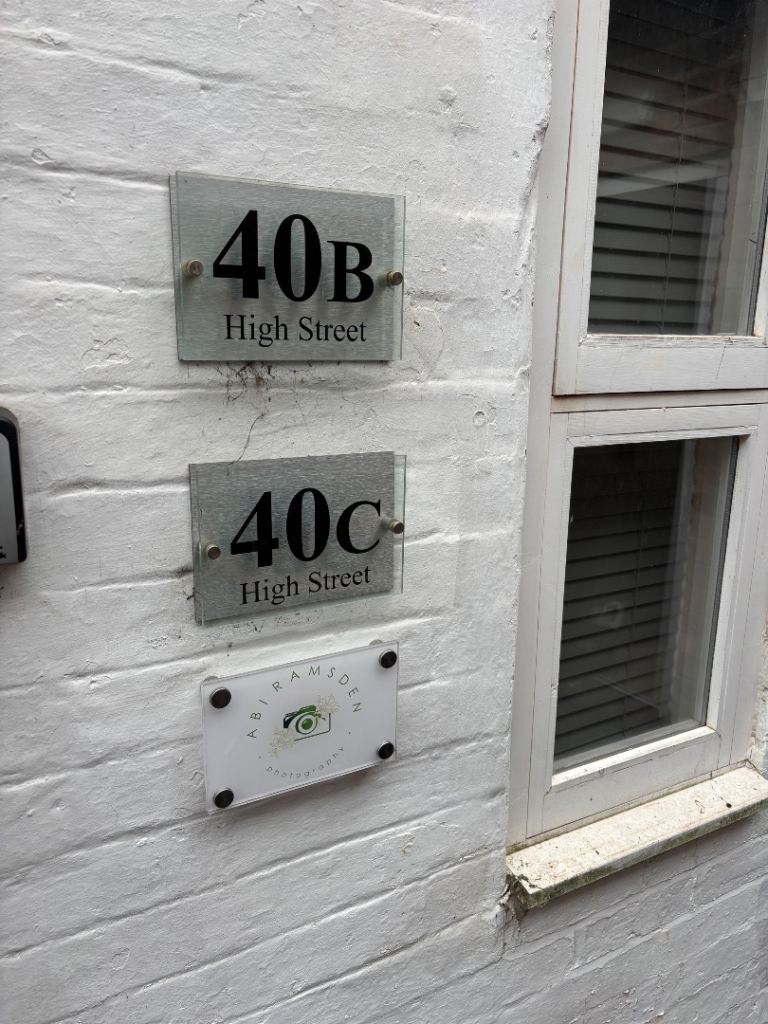 40B
High Street
40C
High Street
ABI RAMSDEN
photography